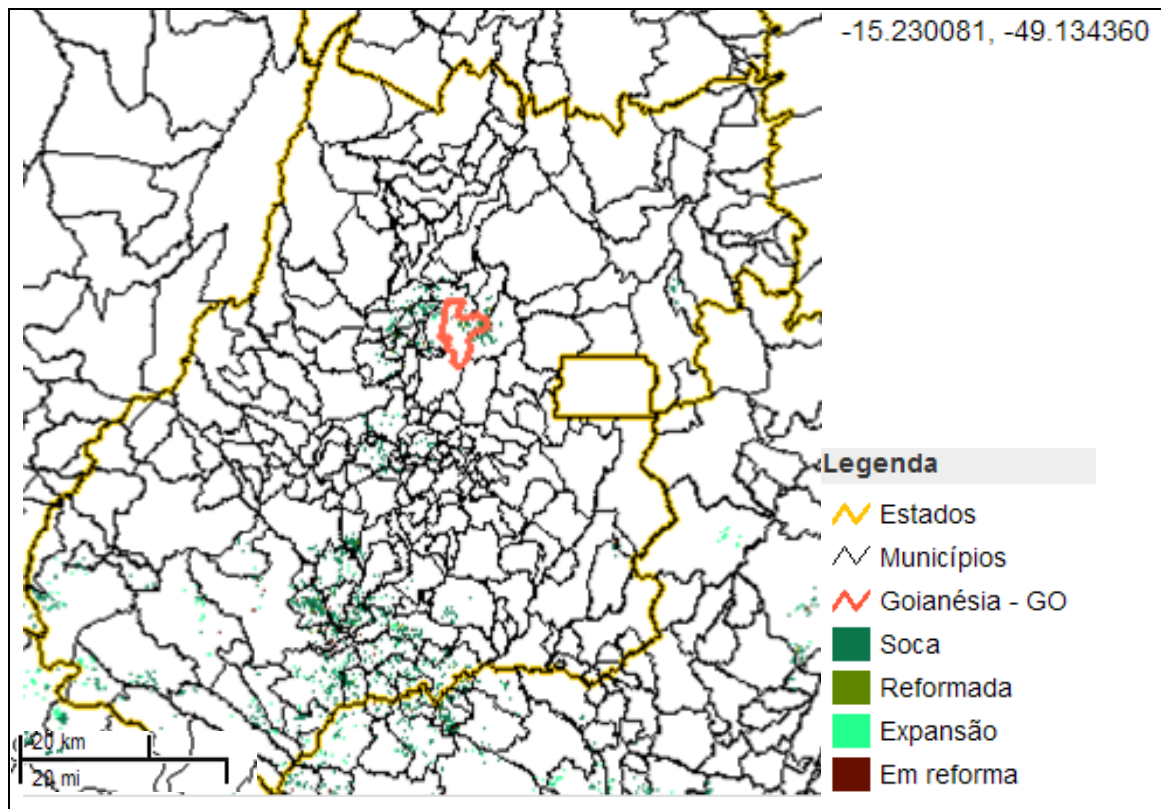 -15.230081, -49.134360
Legenda
Estados
Municípios
Goianésia - GO
Soca
Reformada
Expansão
Em reforma
20 km
20 mi